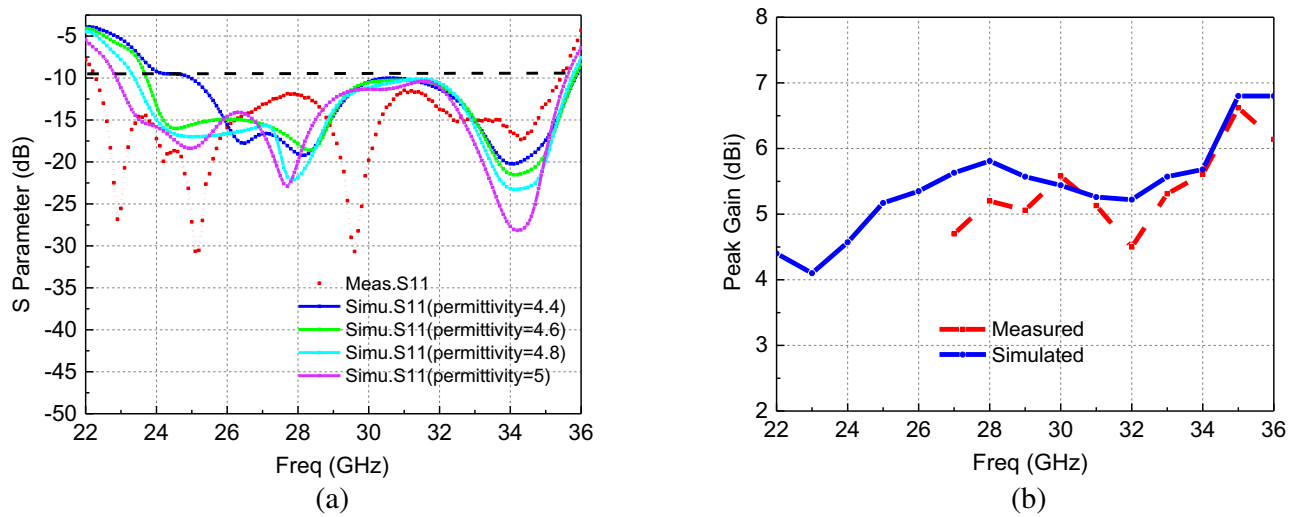 -5
-10
-15
-20
-25
-30
-35
-40
-45
-50
S Parameter (dB)
Meas.S11
Simu.S11(permittivity=4.4)
Simu.S11(permittivity=4.6)
Simu.S11(permittivity=4.8)
Simu.S11(permittivity=5)
22 24 26 28 30 32 34 36
Freq (GHz)
(a)
8
7
6
5
4
3
2
Peak Gain (dBi)
Measured
Simulated
22 24 26 28 30 32 34 36
Freq (GHz)
(b)